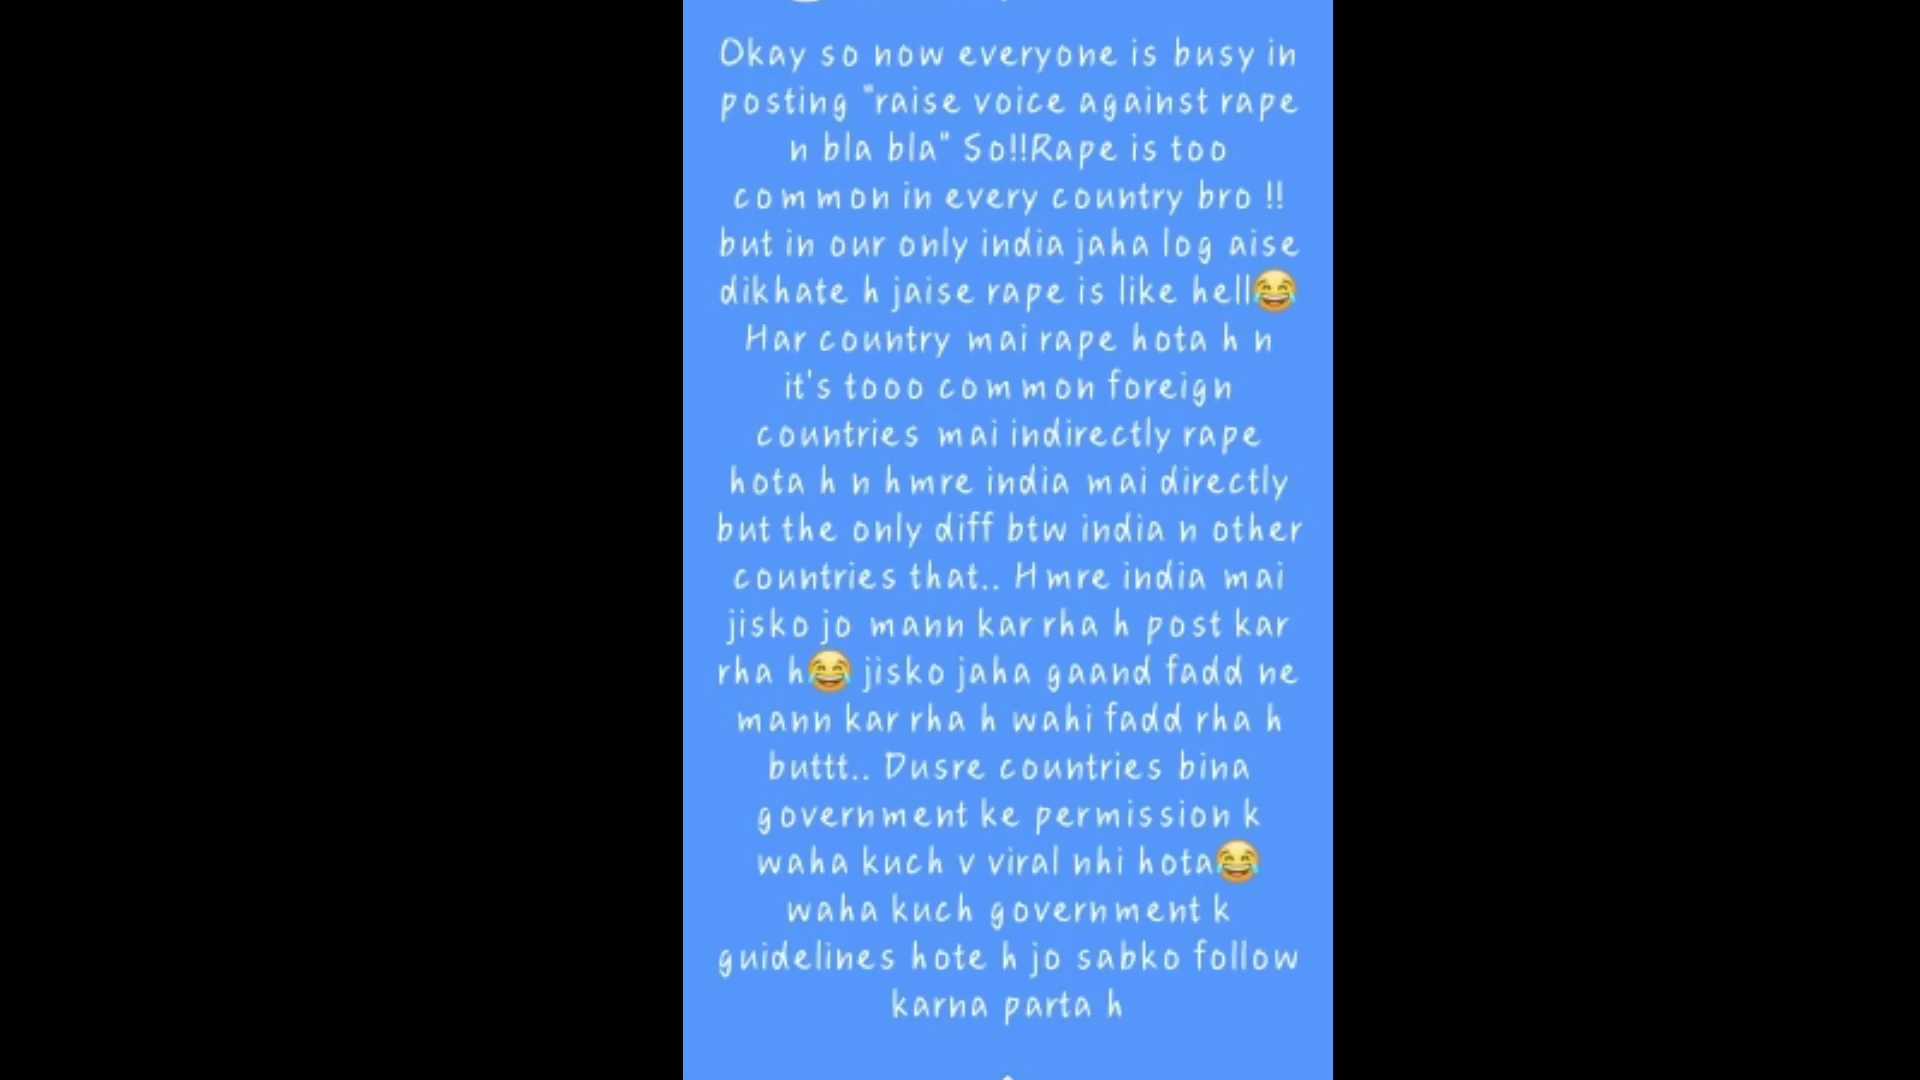 Okay so now everyone is busy in
posting "raise voice against rape
n bla bla" So!!Rape is too
common in every country bro !!
but in our only india jaha log aise
dikhate h jaise rape is like hell😂
Har country mai rape hota h n
it's tooo common foreign
countries mai indirectly rape
hota h n hmre india mai directly
but the only diff btw india n other
countries that.. Hmre india mai
jisko jo mann kar rha h post kar
rha h😂 jisko jaha gaand fadd ne
mann kar rha h wahi fadd rha h
buttt.. Dusre countries bina
government ke permission k
waha kuch v viral nhi hota😂
waha kuch government k
guidelines hote h jo sabko follow
karna parta h